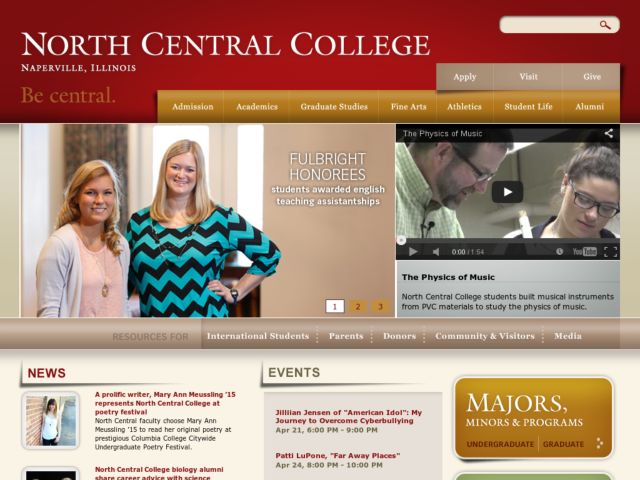 NORTH CENTRAL COLLEGE
NAPERVILLE, ILLINOIS
Be central.
Apply
Visit
Give
Admission
Academics
Graduate Studies
Fine Arts
Athletics
Student Life
Alumni
FULBRIGHT
HONOREES
students awarded english
teaching assistantships
1
2
3
The Physics of Music
0:00 / 1:54
YouTube
The Physics of Music
North Central College students built musical instruments
from PVC materials to study the physics of music.
RESOURCES FOR
International Students
Parents
Donors
Community & Visitors
Media
NEWS
A prolific writer, Mary Ann Meussling '15
represents North Central College at
poetry festival
North Central faculty choose Mary Ann
Meussling '15 to read her original poetry at
prestigious Columbia College Citywide
Undergraduate Poetry Festival.
North Central College biology alumni
share career advice with science
EVENTS
Jilliian Jensen of "American Idol": My
Journey to Overcome Cyberbullying
Apr 21, 6:00 PM - 9:00 PM
Patti LuPone, "Far Away Places"
Apr 24, 8:00 PM - 10:00 PM
MAJORS,
MINORS & PROGRAMS
UNDERGRADUATE
GRADUATE